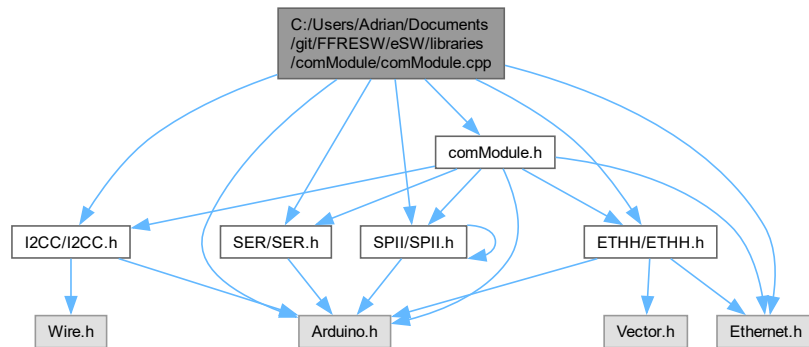 C:/Users/Adrian/Documents
/git/FFRESW/eSW/libraries
/comModule/comModule.cpp
comModule.h
I2CC/I2CC.h
SER/SER.h
SPII/SPII.h
ETHH/ETHH.h
Wire.h
Arduino.h
Vector.h
Ethernet.h